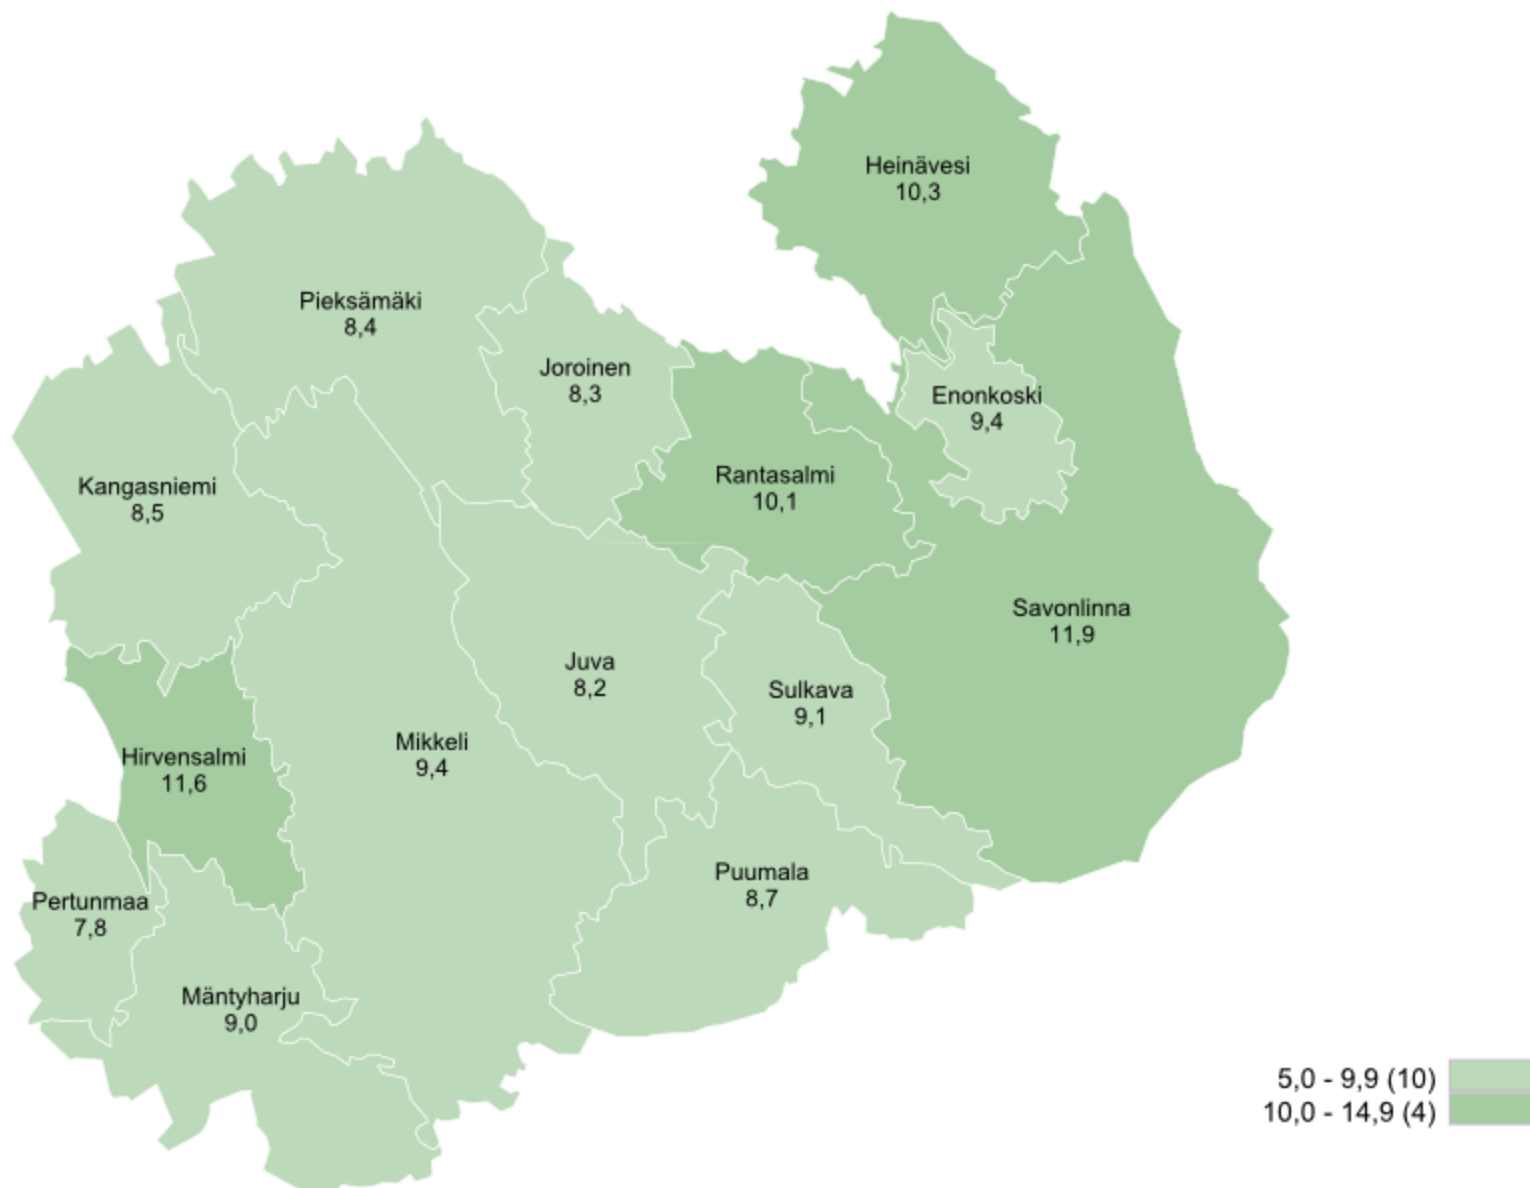 Heinävesi
10,3
Pieksämäki
8,4
Joroinen
8,3
Enonkoski
9,4
Rantasalmi
10,1
Kangasniemi
8,5
Savonlinna
11,9
Juva
8,2
Sulkava
9,1
Mikkeli
9,4
Hirvensalmi
11,6
Puumala
8,7
Pertunmaa
7,8
Mäntyharju
9,0
5,0 - 9,9 (10)
10,0 - 14,9 (4)